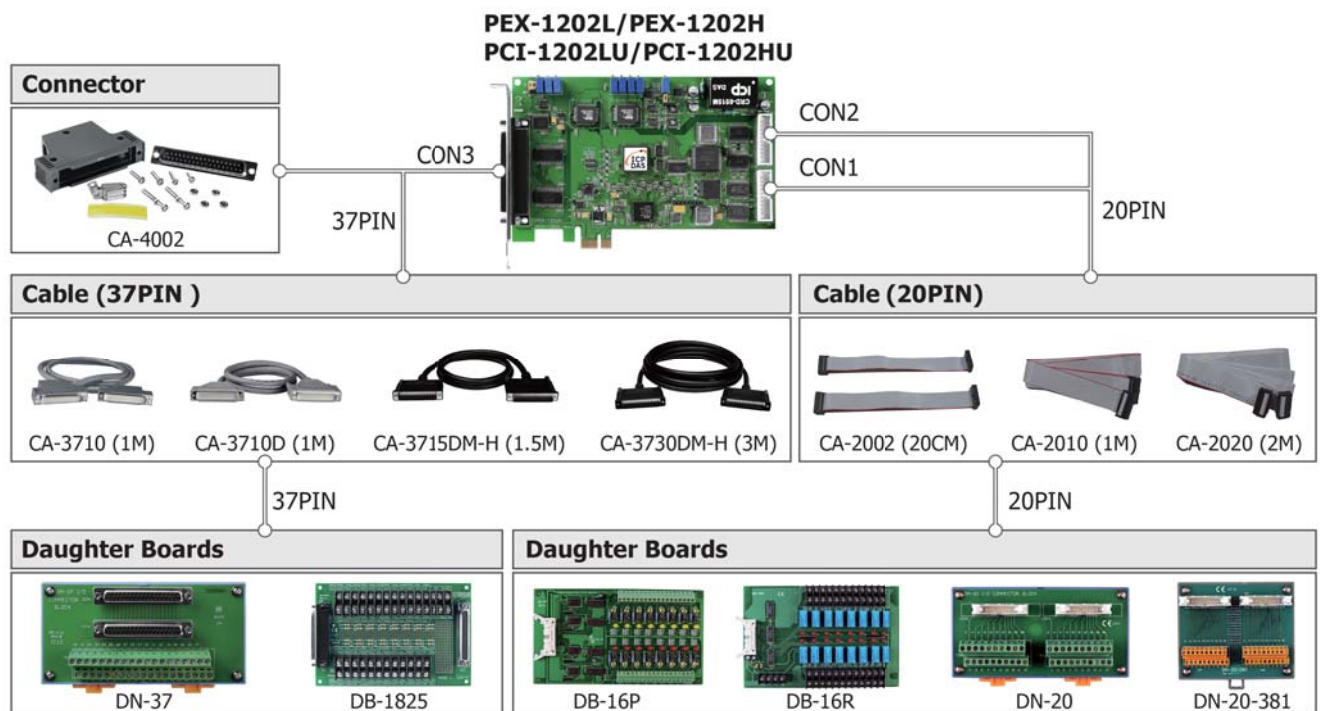 PEX-1202L/PEX-1202H
PCI-1202LU/PCI-1202HU
Connector
CA-4002
CON3
37PIN
CON2
CON1
20PIN
ICP
DAS
Cable (37PIN )
CA-3710 (1M)
CA-3710D (1M)
CA-3715DM-H (1.5M)
CA-3730DM-H (3M)
Cable (20PIN)
CA-2002 (20CM)
CA-2010 (1M)
CA-2020 (2M)
37PIN
20PIN
Daughter Boards
DN-37
DB-1825
Daughter Boards
DB-16P
DB-16R
DN-20
DN-20-381